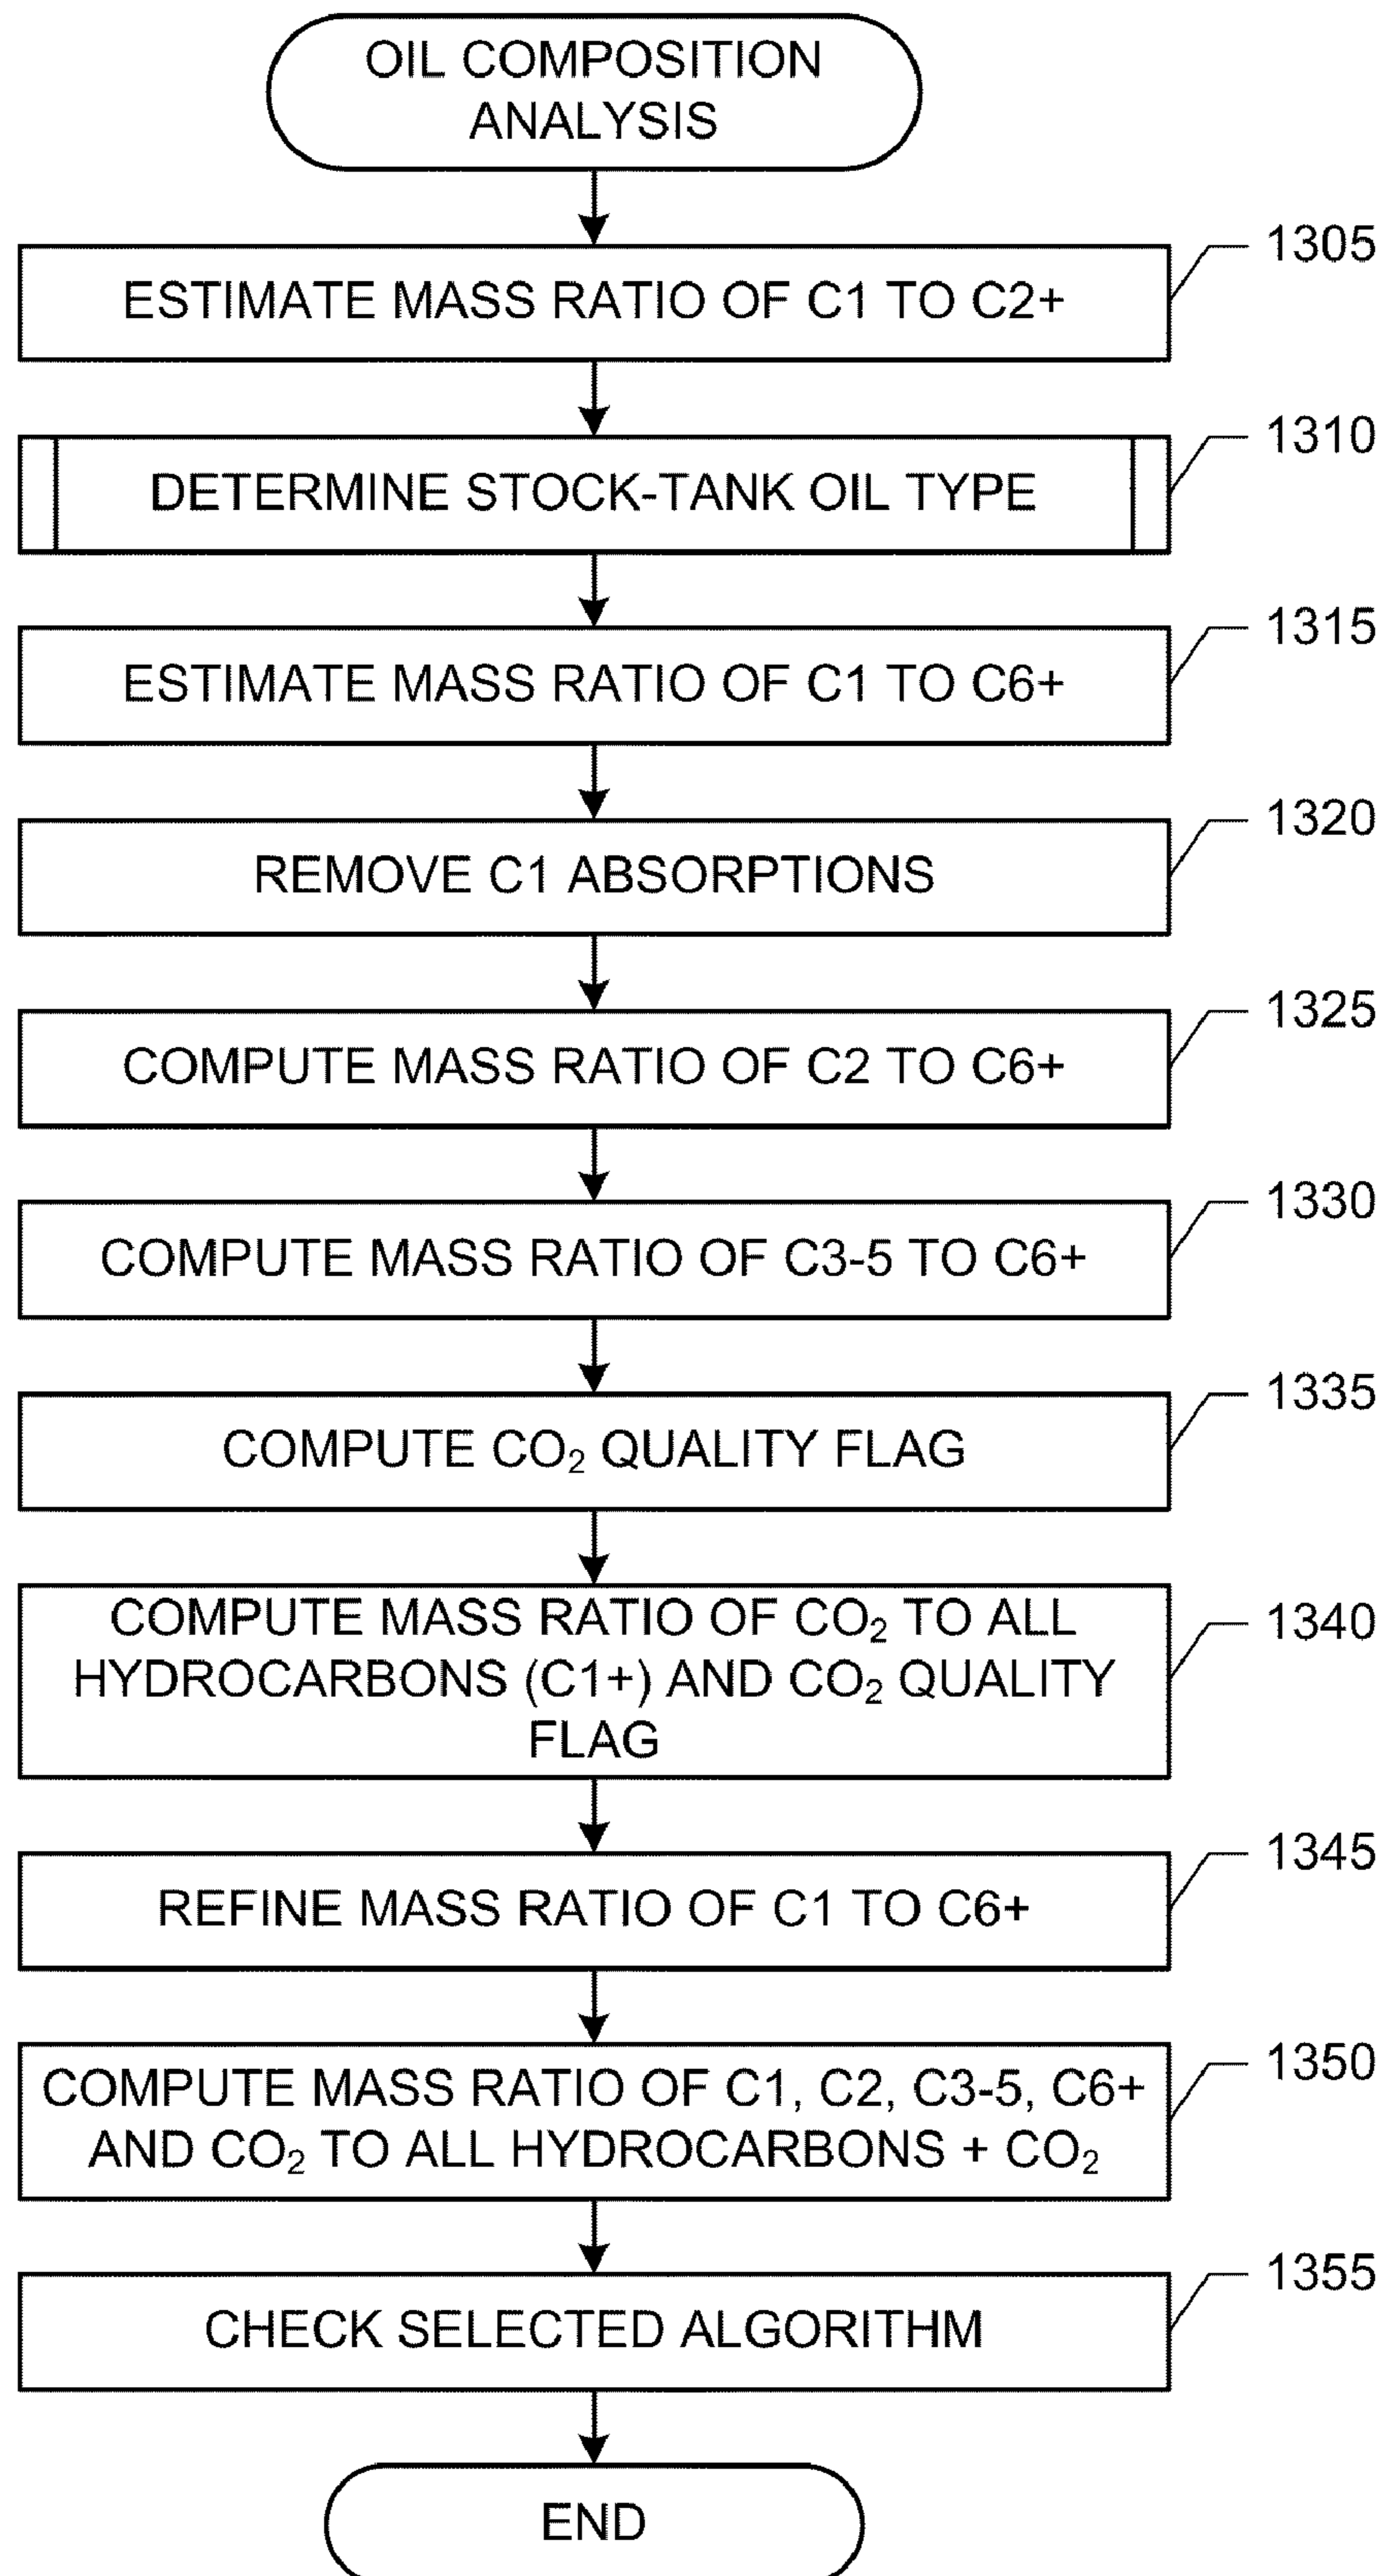 OIL COMPOSITION
ANALYSIS
1305
ESTIMATE MASS RATIO OF C1 TO C2+
1310
DETERMINE STOCK-TANK OIL TYPE
1315
ESTIMATE MASS RATIO OF C1 TO C6+
1320
REMOVE C1 ABSORPTIONS
1325
COMPUTE MASS RATIO OF C2 TO C6+
1330
COMPUTE MASS RATIO OF C3-5 TO C6+
1335
COMPUTE CO₂ QUALITY FLAG
1340
COMPUTE MASS RATIO OF CO₂ TO ALL
HYDROCARBONS (C1+) AND CO₂ QUALITY
FLAG
1345
REFINE MASS RATIO OF C1 TO C6+
1350
COMPUTE MASS RATIO OF C1, C2, C3-5, C6+
AND CO₂ TO ALL HYDROCARBONS + CO₂
1355
CHECK SELECTED ALGORITHM
END